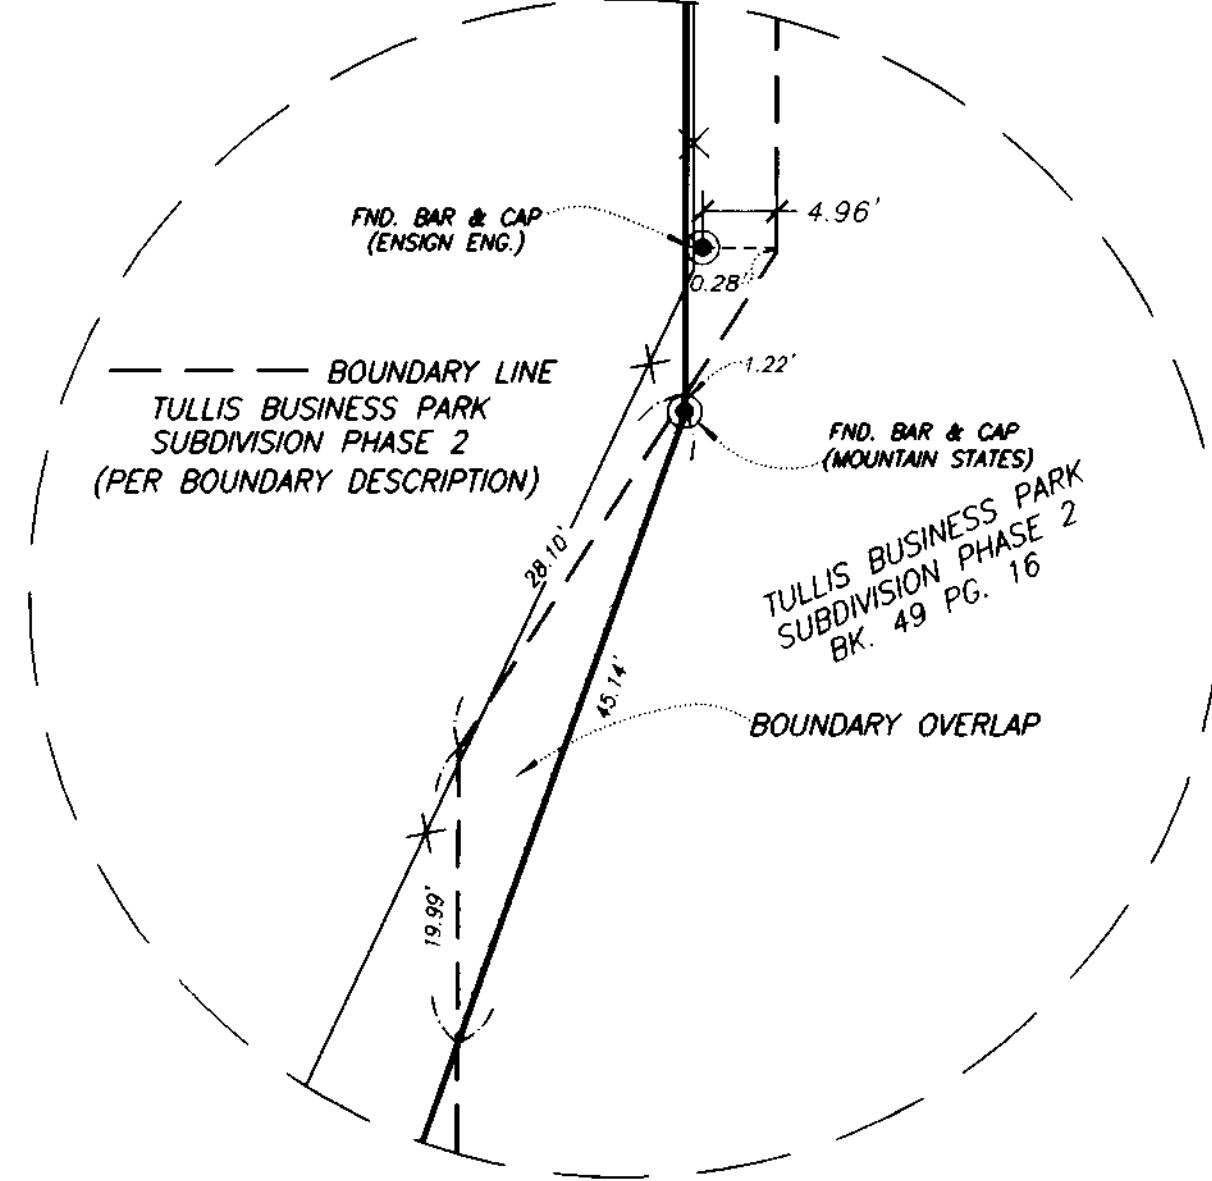 FND. BAR & CAP
(ENSIGN ENG.)
4.96'
0.28'
1.22'
BOUNDARY LINE
TULLIS BUSINESS PARK
SUBDIVISION PHASE 2
(PER BOUNDARY DESCRIPTION)
FND. BAR & CAP
(MOUNTAIN STATES)
TULLIS BUSINESS PARK
SUBDIVISION PHASE 2
BK. 49 PG. 16
28.10'
45.14'
BOUNDARY OVERLAP
19.99'